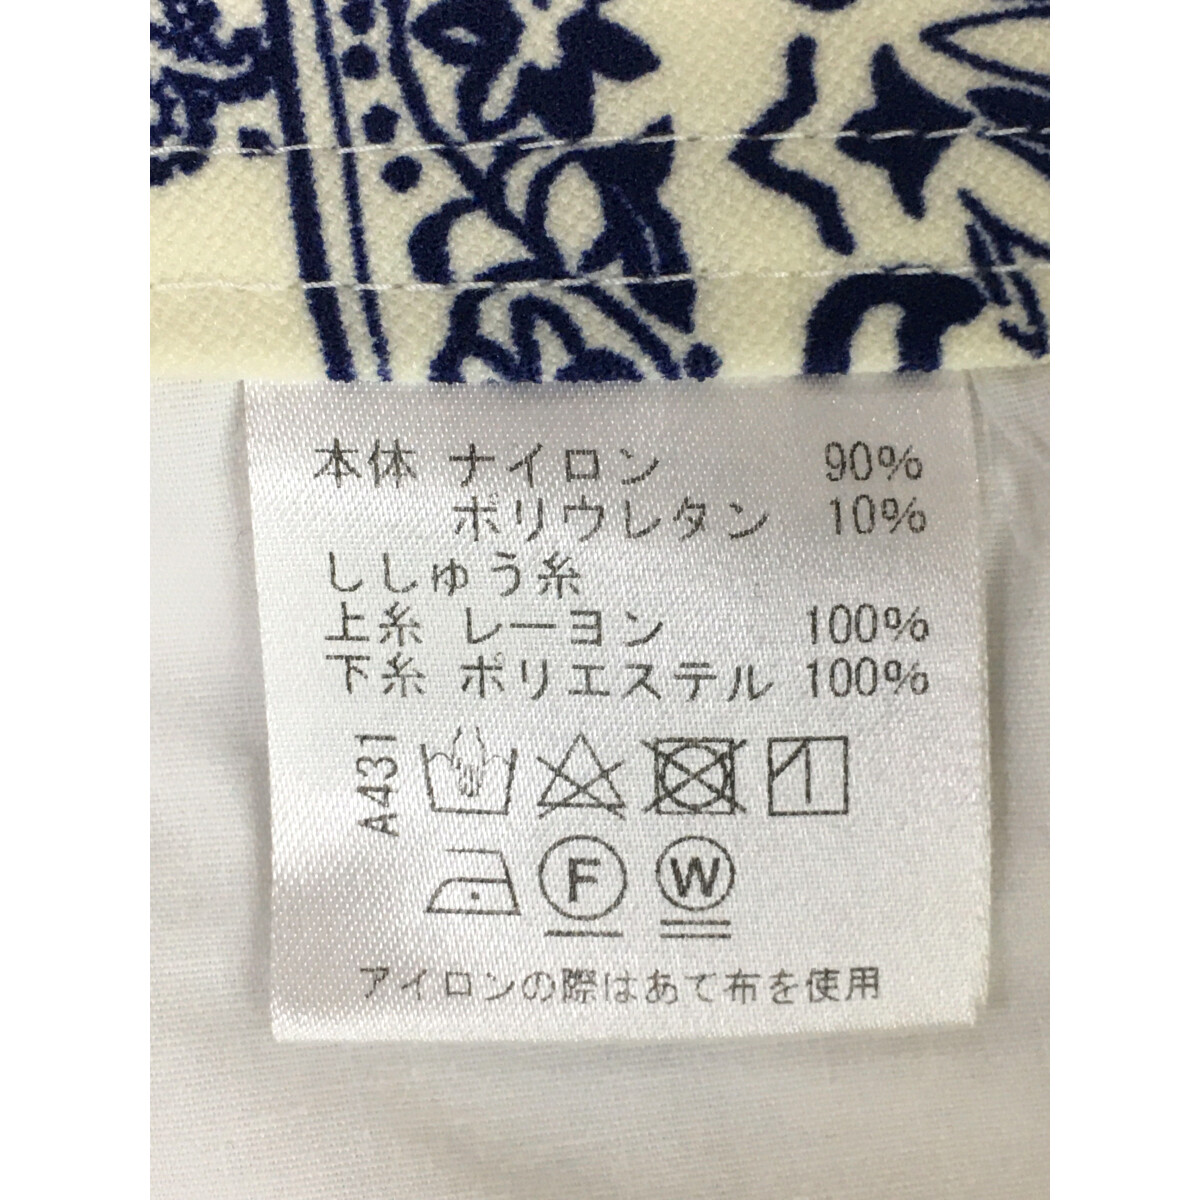 本体 ナイロン 90%
ポリウレタン 10%
ししゅう糸
上糸 レーヨン 100%
下糸 ポリエステル 100%
A431
F W
アイロンの際はあて布を使用